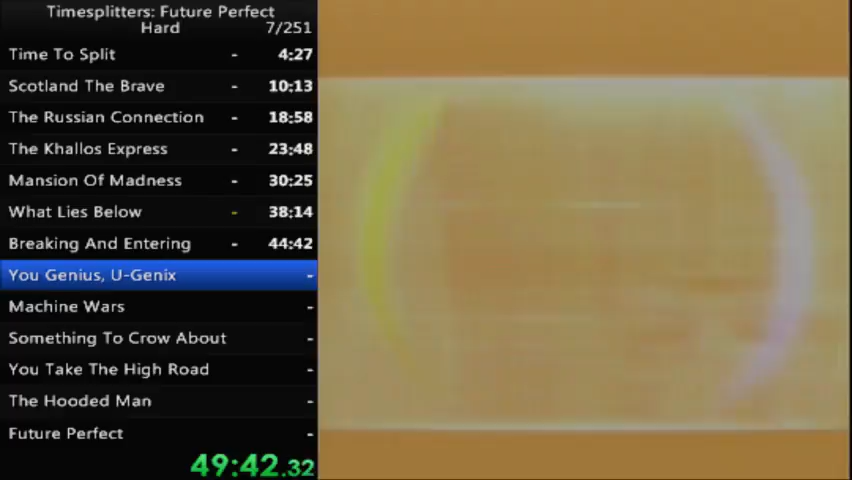 Timesplitters: Future Perfect
Hard 7/251
Time To Split - 4:27
Scotland The Brave - 10:13
The Russian Connection - 18:58
The Khallos Express - 23:48
Mansion Of Madness - 30:25
What Lies Below - 38:14
Breaking And Entering - 44:42
You Genius, U-Genix -
Machine Wars -
Something To Crow About -
You Take The High Road -
The Hooded Man -
Future Perfect -
49:42.32